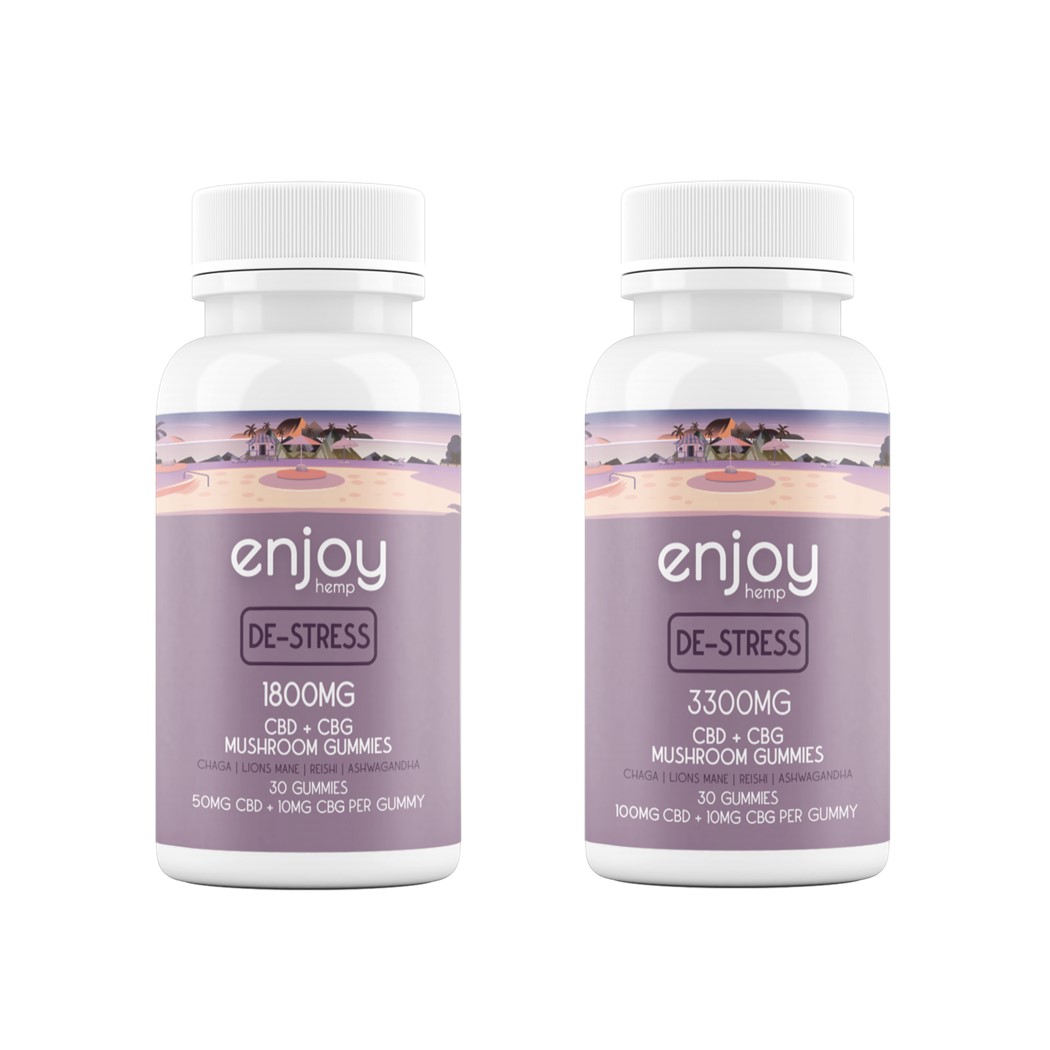 enjoy
hemp
DE-STRESS
1800MG
CBD + CBG
MUSHROOM GUMMIES
CHAGA | LIONS MANE | REISHI | ASHWAGANDHA
30 GUMMIES
50MG CBD + 10MG CBG PER GUMMY
enjoy
hemp
DE-STRESS
3300MG
CBD + CBG
MUSHROOM GUMMIES
CHAGA | LIONS MANE | REISHI | ASHWAGANDHA
30 GUMMIES
100MG CBD + 10MG CBG PER GUMMY